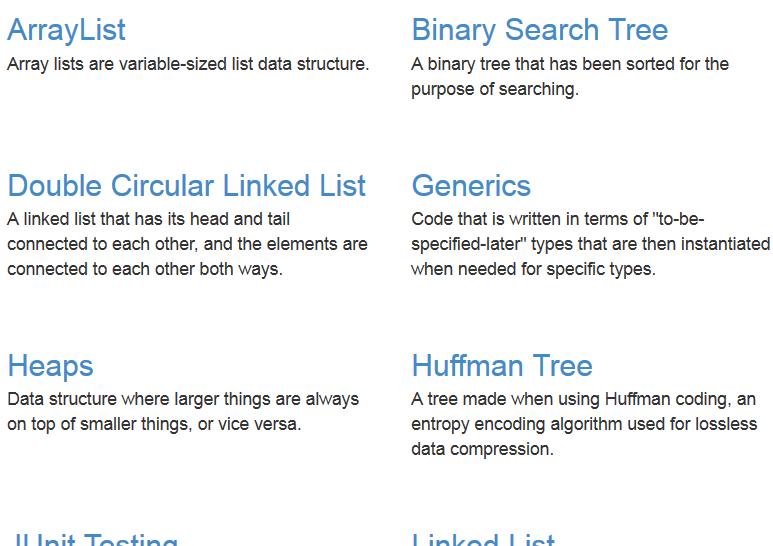 ArrayList
Array lists are variable-sized list data structure.
Binary Search Tree
A binary tree that has been sorted for the
purpose of searching.
Double Circular Linked List
A linked list that has its head and tail
connected to each other, and the elements are
connected to each other both ways.
Generics
Code that is written in terms of "to-be-
specified-later" types that are then instantiated
when needed for specific types.
Heaps
Data structure where larger things are always
on top of smaller things, or vice versa.
Huffman Tree
A tree made when using Huffman coding, an
entropy encoding algorithm used for lossless
data compression.
JUnit Testing
Linked List